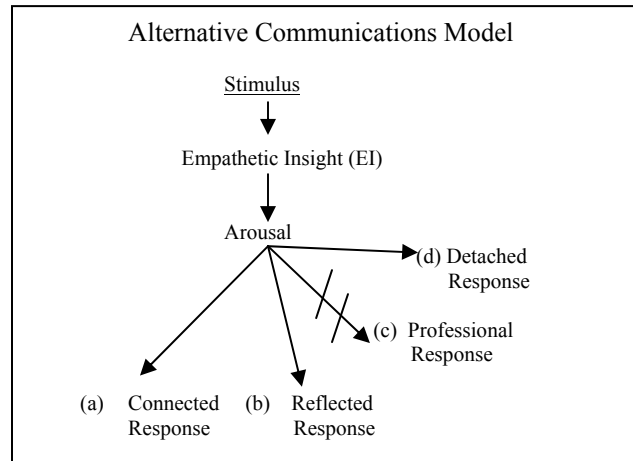 Alternative Communications Model
Stimulus
Empathetic Insight (EI)
Arousal
(d) Detached
Response
(c) Professional
Response
(a) Connected
Response
(b) Reflected
Response